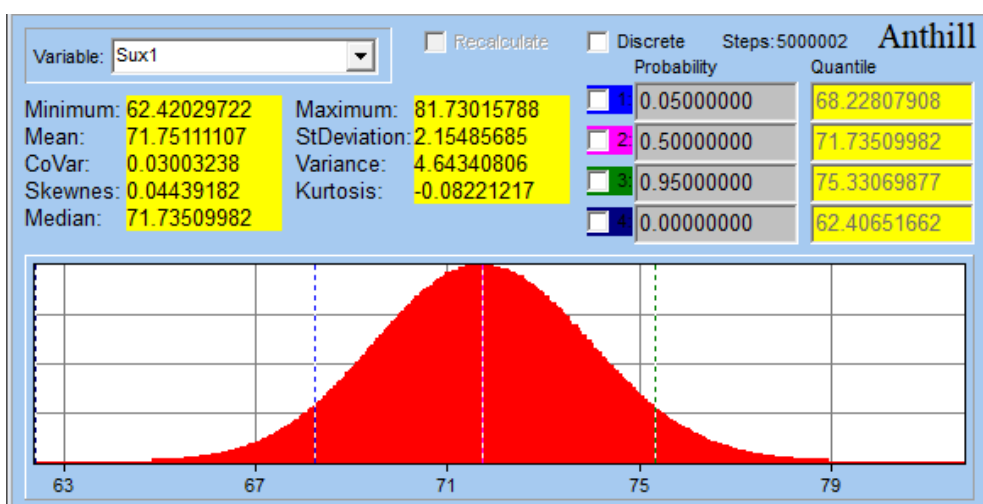 Variable: Sux1 Recalculate Discrete Steps:5000002 Anthill
Probability Quantile
Minimum: 62.42029722 Maximum: 81.73015788 1: 0.05000000 68.22807908
Mean: 71.75111107 StDeviation: 2.15485685 2: 0.50000000 71.73509982
CoVar: 0.03003238 Variance: 4.64340806 3: 0.95000000 75.33069877
Skewnes: 0.04439182 Kurtosis: -0.08221217 4: 0.00000000 62.40651662
Median: 71.73509982
63 67 71 75 79